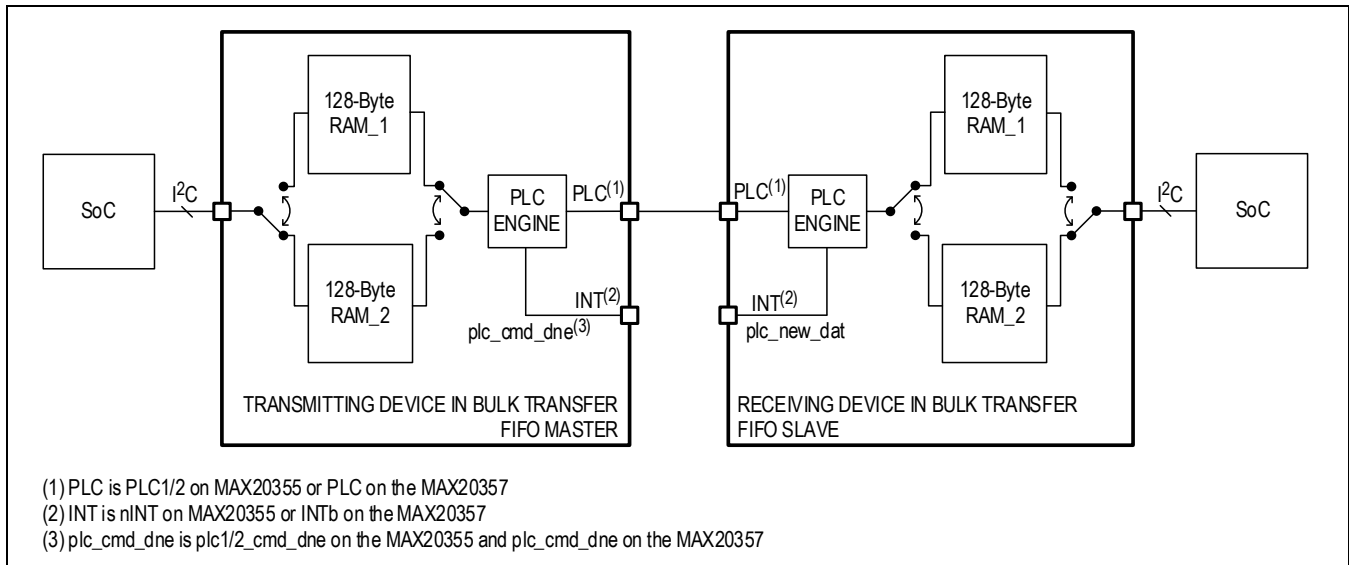 128-Byte
RAM_1
128-Byte
RAM_1
SoC
I²C
PLC
ENGINE
PLC(1)
PLC(1)
PLC
ENGINE
I²C
SoC
128-Byte
RAM_2
INT(2)
plc_cmd_dne(3)
INT(2)
plc_new_dat
128-Byte
RAM_2
TRANSMITTING DEVICE IN BULK TRANSFER
FIFO MASTER
RECEIVING DEVICE IN BULK TRANSFER
FIFO SLAVE
(1) PLC is PLC1/2 on MAX20355 or PLC on the MAX20357
(2) INT is nINT on MAX20355 or INTb on the MAX20357
(3) plc_cmd_dne is plc1/2_cmd_dne on the MAX20355 and plc_cmd_dne on the MAX20357